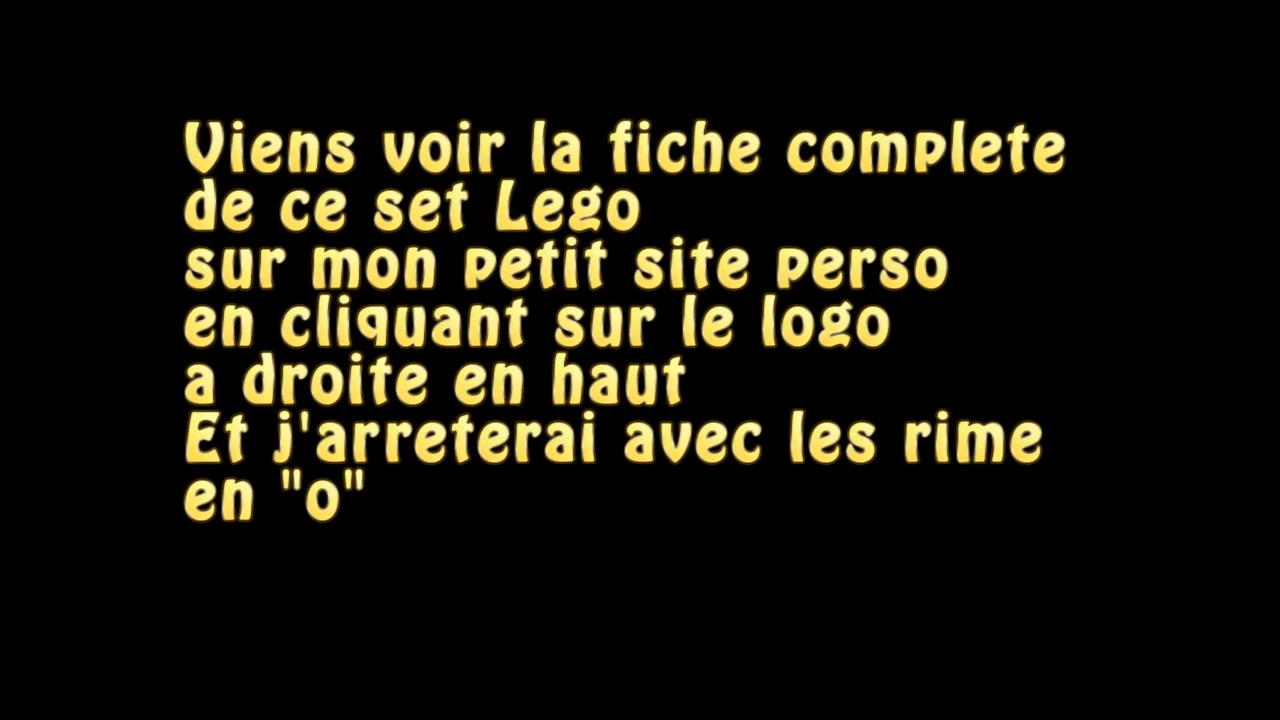 Viens voir la fiche complete
de ce set Lego
sur mon petit site perso
en cliquant sur le logo
a droite en haut
Et j'arreterai avec les rime
en "o"